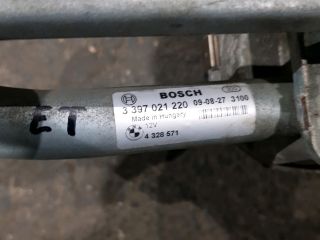 BOSCH
3 397 021 220 09-08-27 3100
Made in Hungary
12V
4 328 571
ET